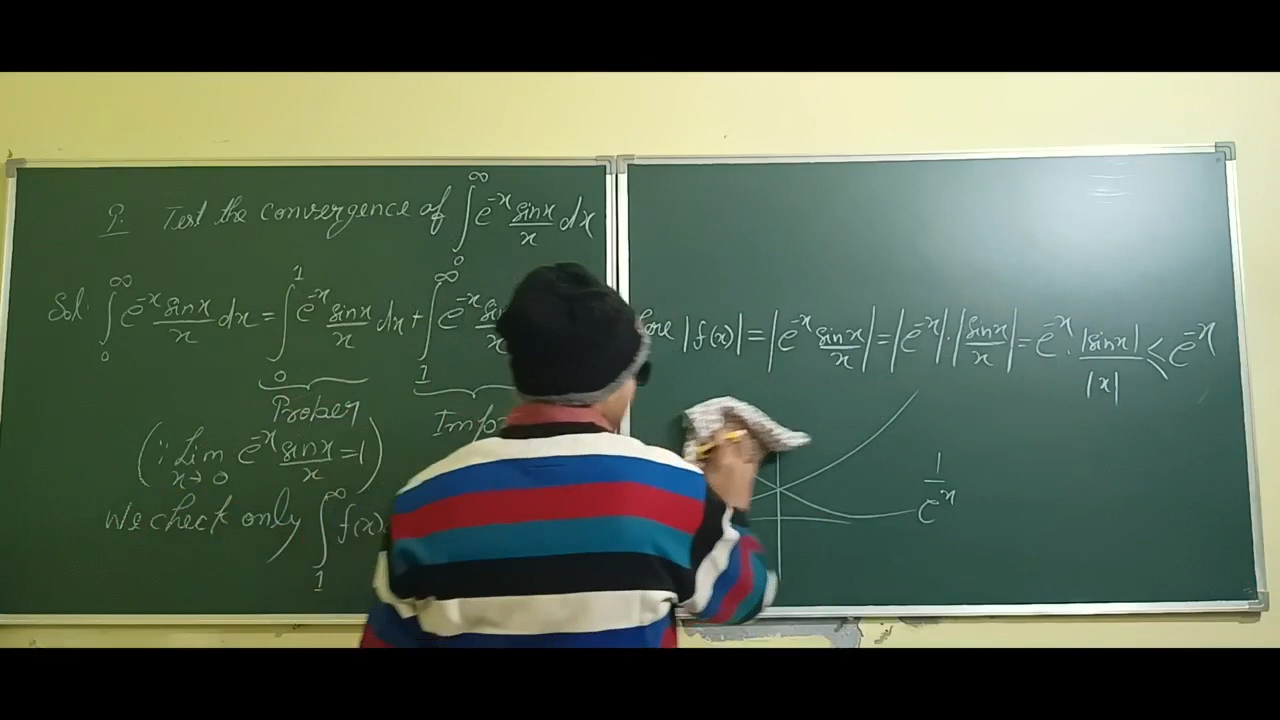 Q. Test the convergence of ∫₀^∞ e^{-x} sinx/x dx
Sol: ∫₀^∞ e^{-x} sinx/x dx = ∫₀^1 e^{-x} sinx/x dx + ∫₁^∞ e^{-x}
Proper
(∵ Lim_{x→0} e^{-x} sinx/x = 1)
We check only ∫₁^∞ f(x)
|f(x)| = |e^{-x} sinx/x| = |e^{-x}|·|sinx/x| = e^{-x}·|sinx|/|x| ≤ e^{-x}
1/e^x